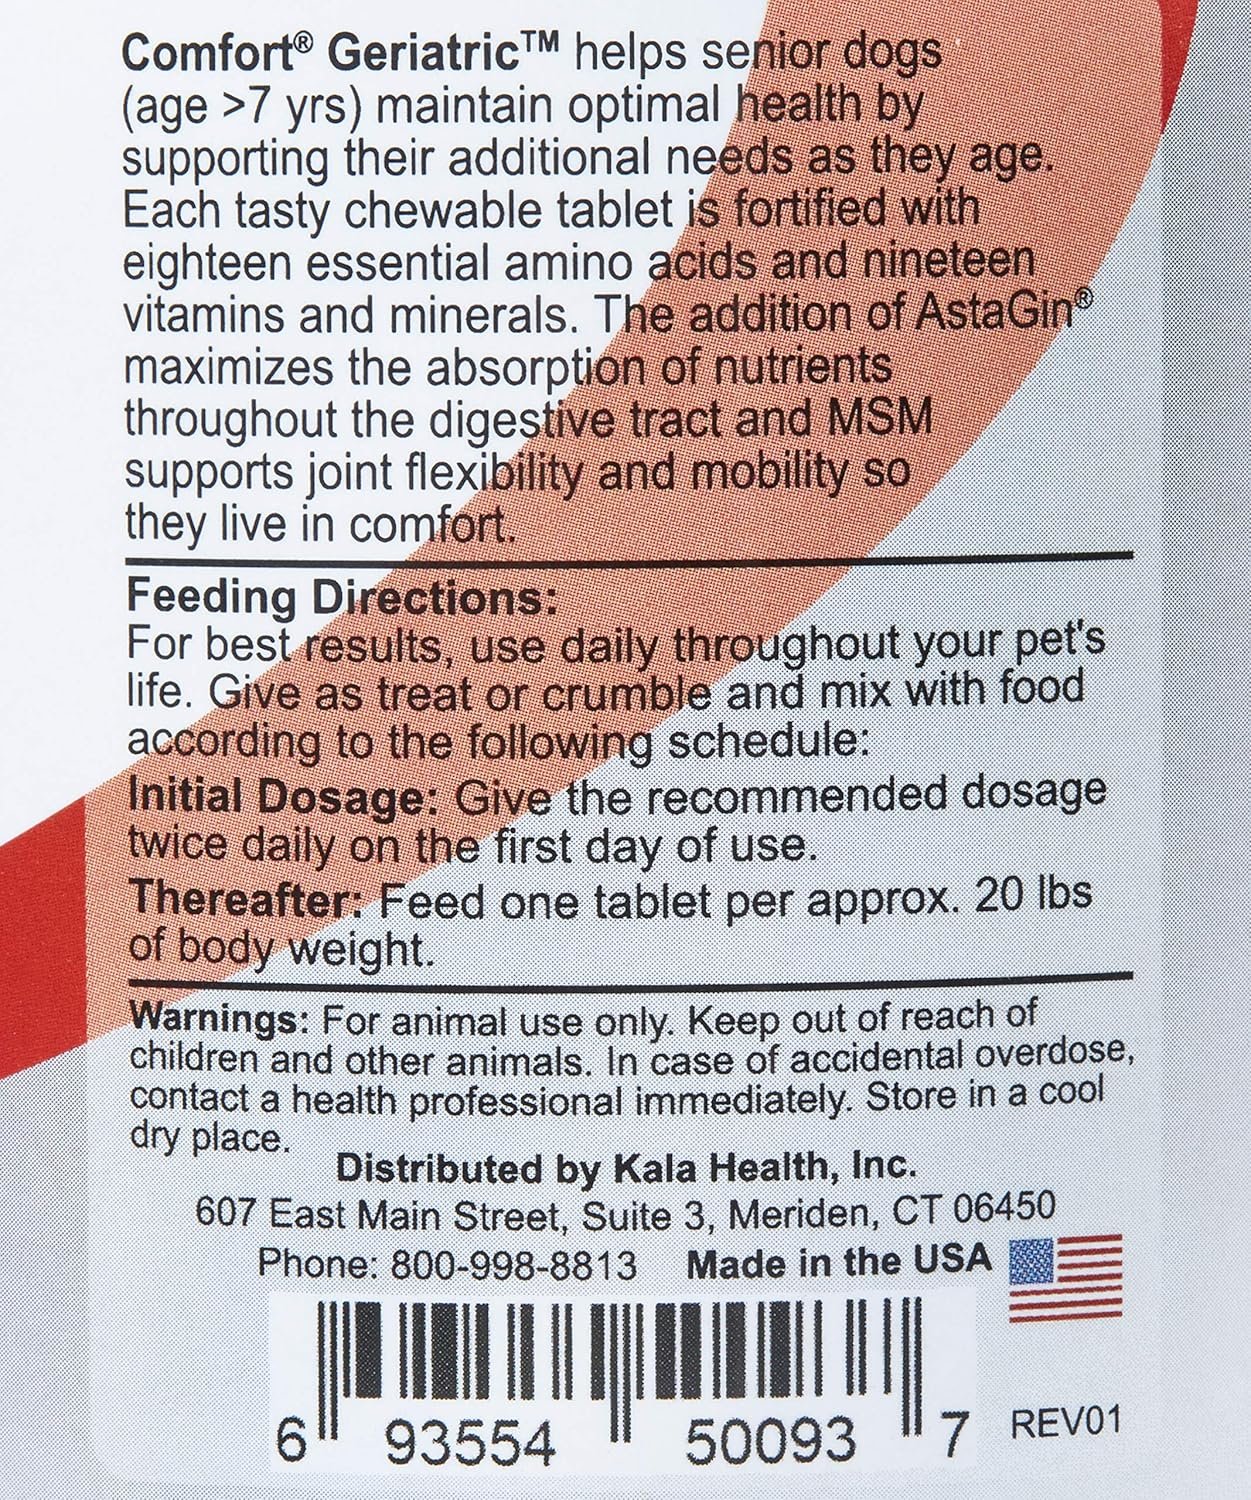 Comfort® Geriatric™ helps senior dogs
(age >7 yrs) maintain optimal health by
supporting their additional needs as they age.
Each tasty chewable tablet is fortified with
eighteen essential amino acids and nineteen
vitamins and minerals. The addition of AstaGin®
maximizes the absorption of nutrients
throughout the digestive tract and MSM
supports joint flexibility and mobility so
they live in comfort.
Feeding Directions:
For best results, use daily throughout your pet's
life. Give as treat or crumble and mix with food
according to the following schedule:
Initial Dosage: Give the recommended dosage
twice daily on the first day of use.
Thereafter: Feed one tablet per approx. 20 lbs
of body weight.
Warnings: For animal use only. Keep out of reach of
children and other animals. In case of accidental overdose,
contact a health professional immediately. Store in a cool
dry place.
Distributed by Kala Health, Inc.
607 East Main Street, Suite 3, Meriden, CT 06450
Phone: 800-998-8813 Made in the USA
6 93554 50093 7 REV01